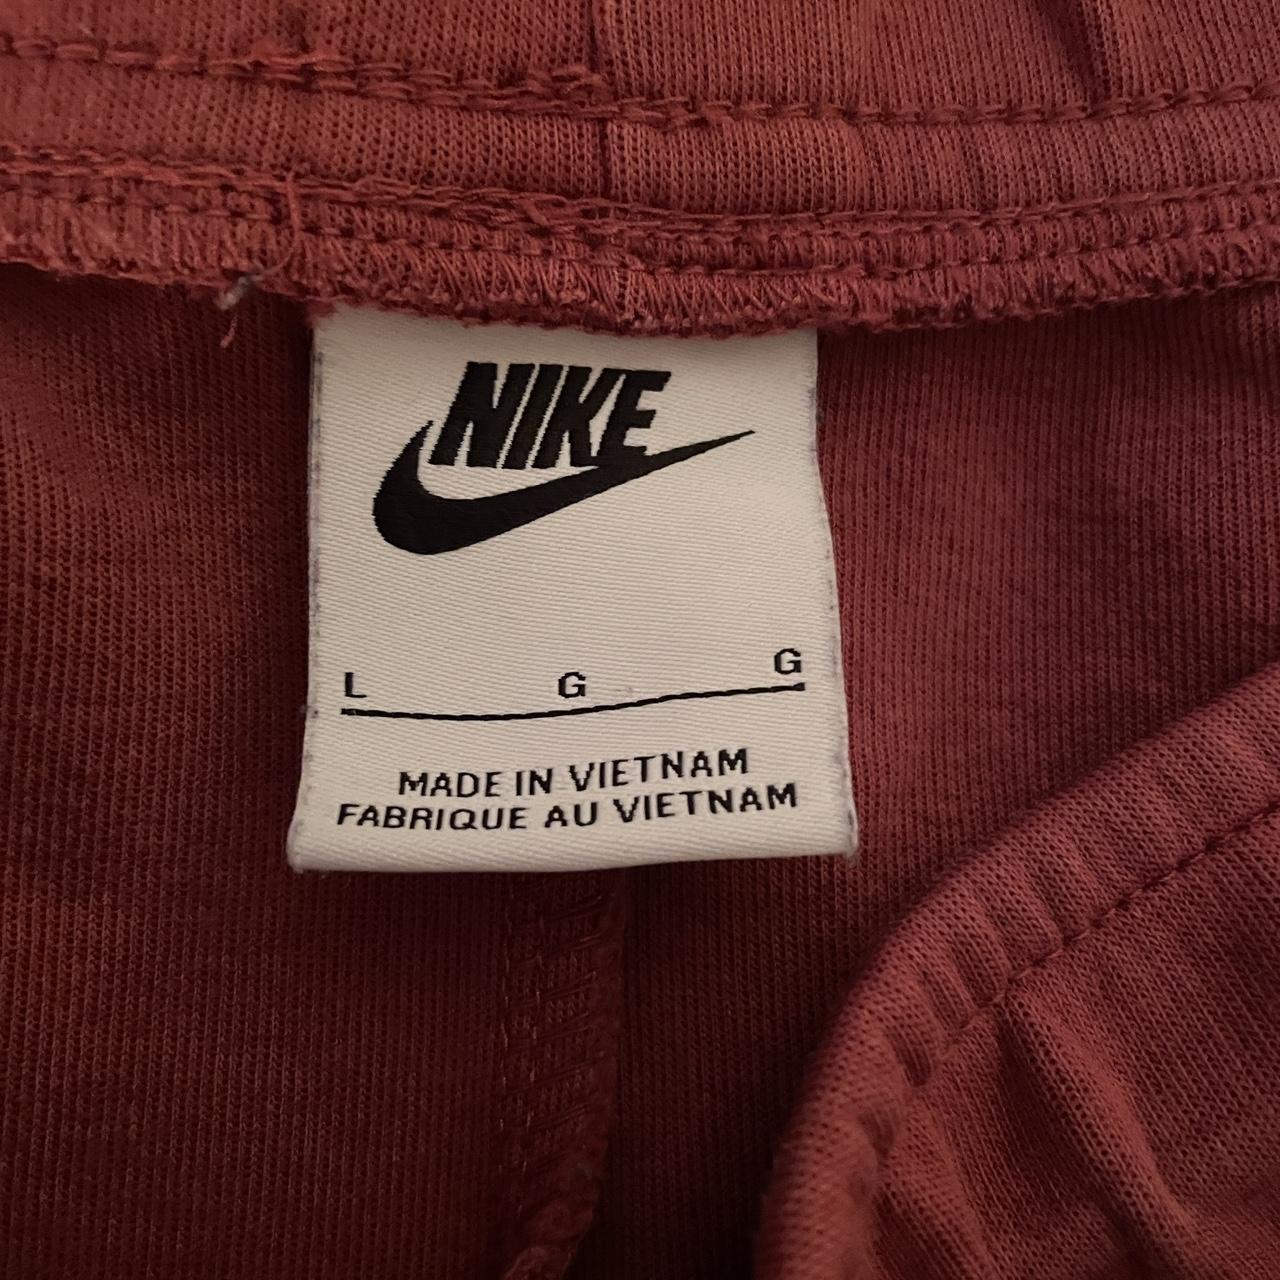 NIKE
L G G
MADE IN VIETNAM
FABRIQUE AU VIETNAM